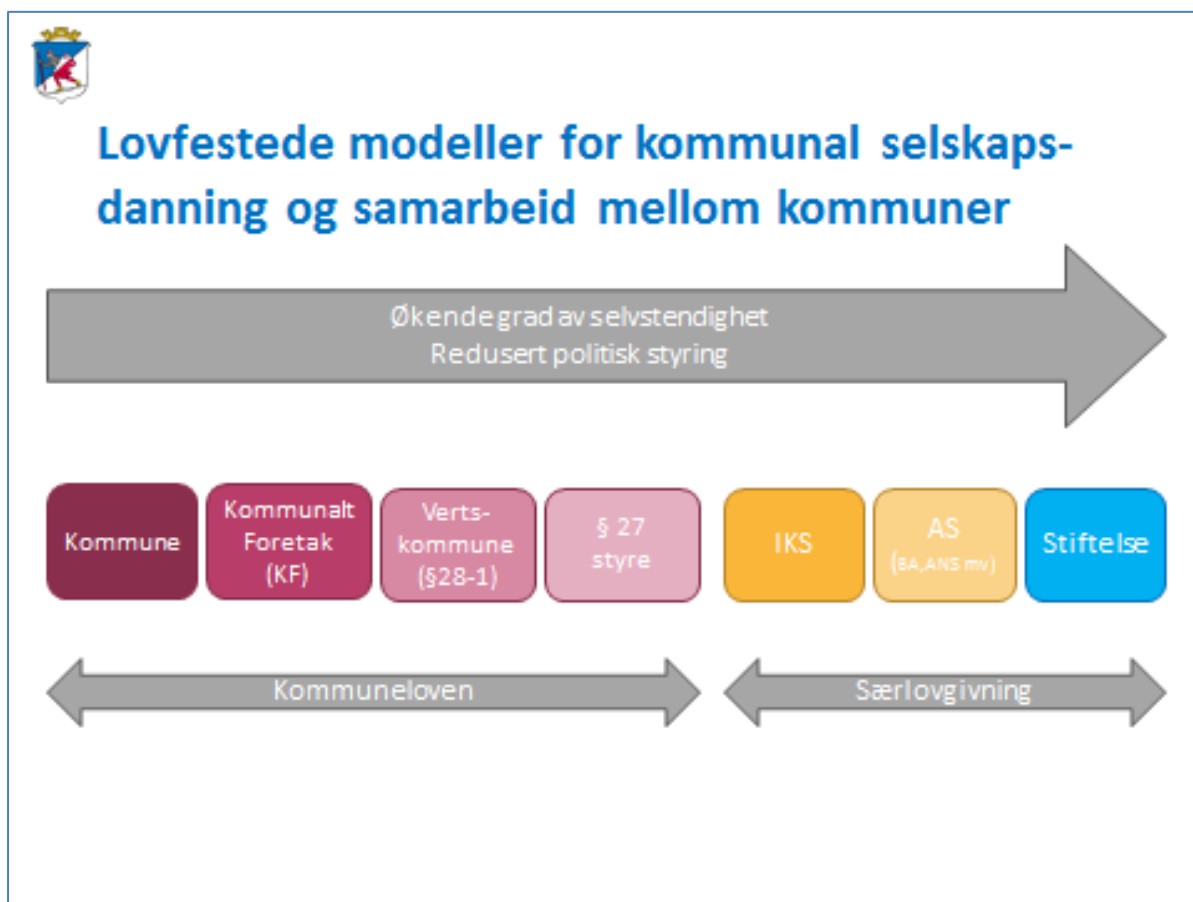 Lovfestede modeller for kommunal selskaps-
danning og samarbeid mellom kommuner
Økende grad av selvstendighet
Redusert politisk styring
Kommune
Kommunalt
Foretak
(KF)
Verts-
kommune
(§28-1)
§ 27
styre
IKS
AS
(BA,ANS mv)
Stiftelse
Kommuneloven
Særlovgivning